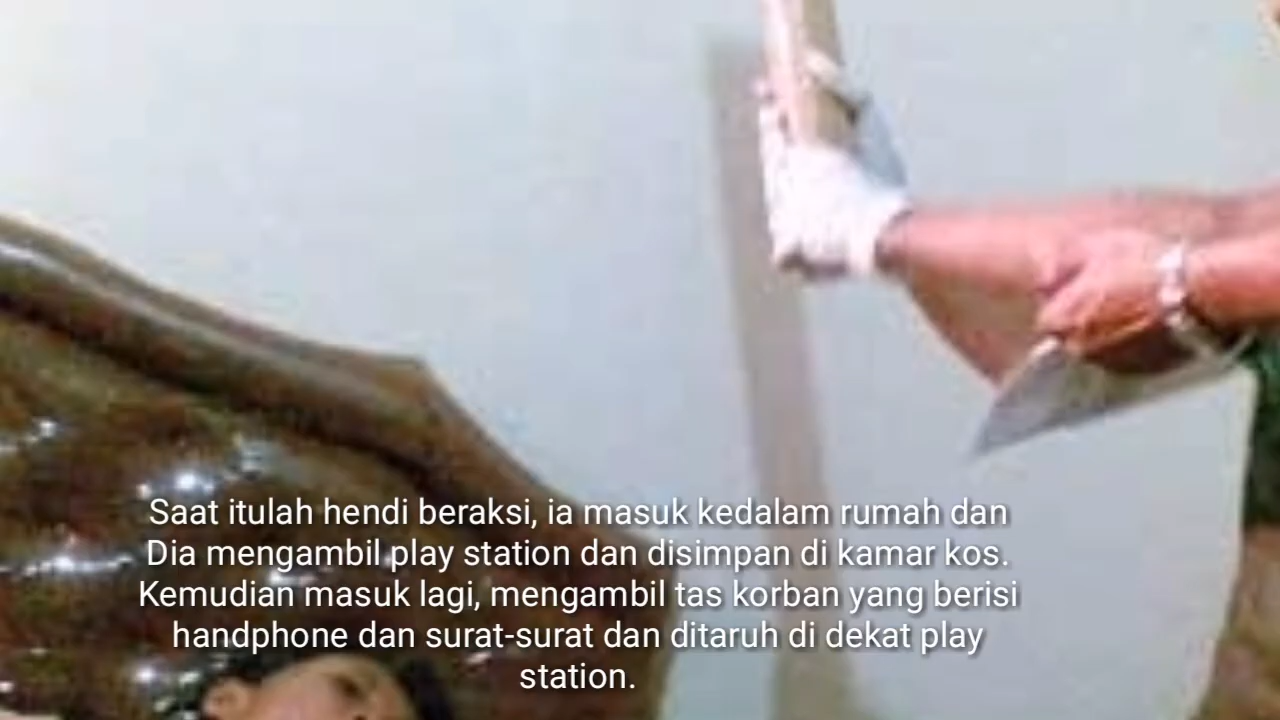 Saat itulah hendi beraksi, ia masuk kedalam rumah dan
Dia mengambil play station dan disimpan di kamar kos.
Kemudian masuk lagi, mengambil tas korban yang berisi
handphone dan surat-surat dan ditaruh di dekat play
station.